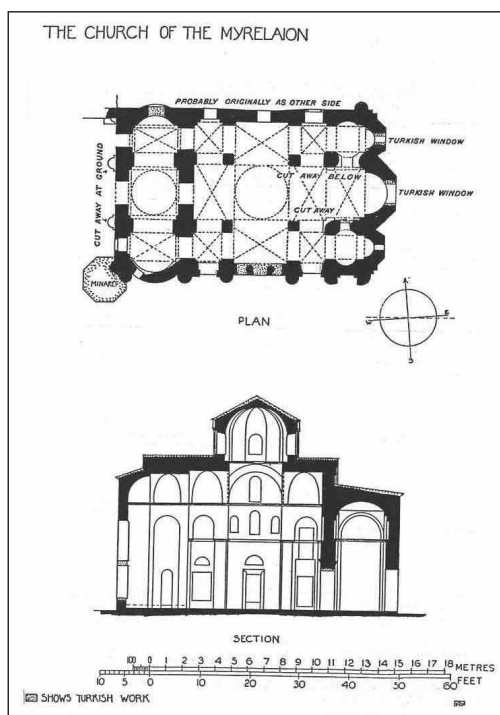 THE CHURCH OF THE MYRELAION
PROBABLY ORIGINALLY AS OTHER SIDE
TURKISH WINDOW
CUT AWAY AT GROUND
CUT AWAY BELOW
TURKISH WINDOW
CUT AWAY
MINARET
PLAN
N
W E
S
SECTION
100 0 1 2 3 4 5 6 7 8 9 10 11 12 13 14 15 16 17 18 METRES
10 5 0 10 20 30 40 50 60 FEET
SHOWS TURKISH WORK